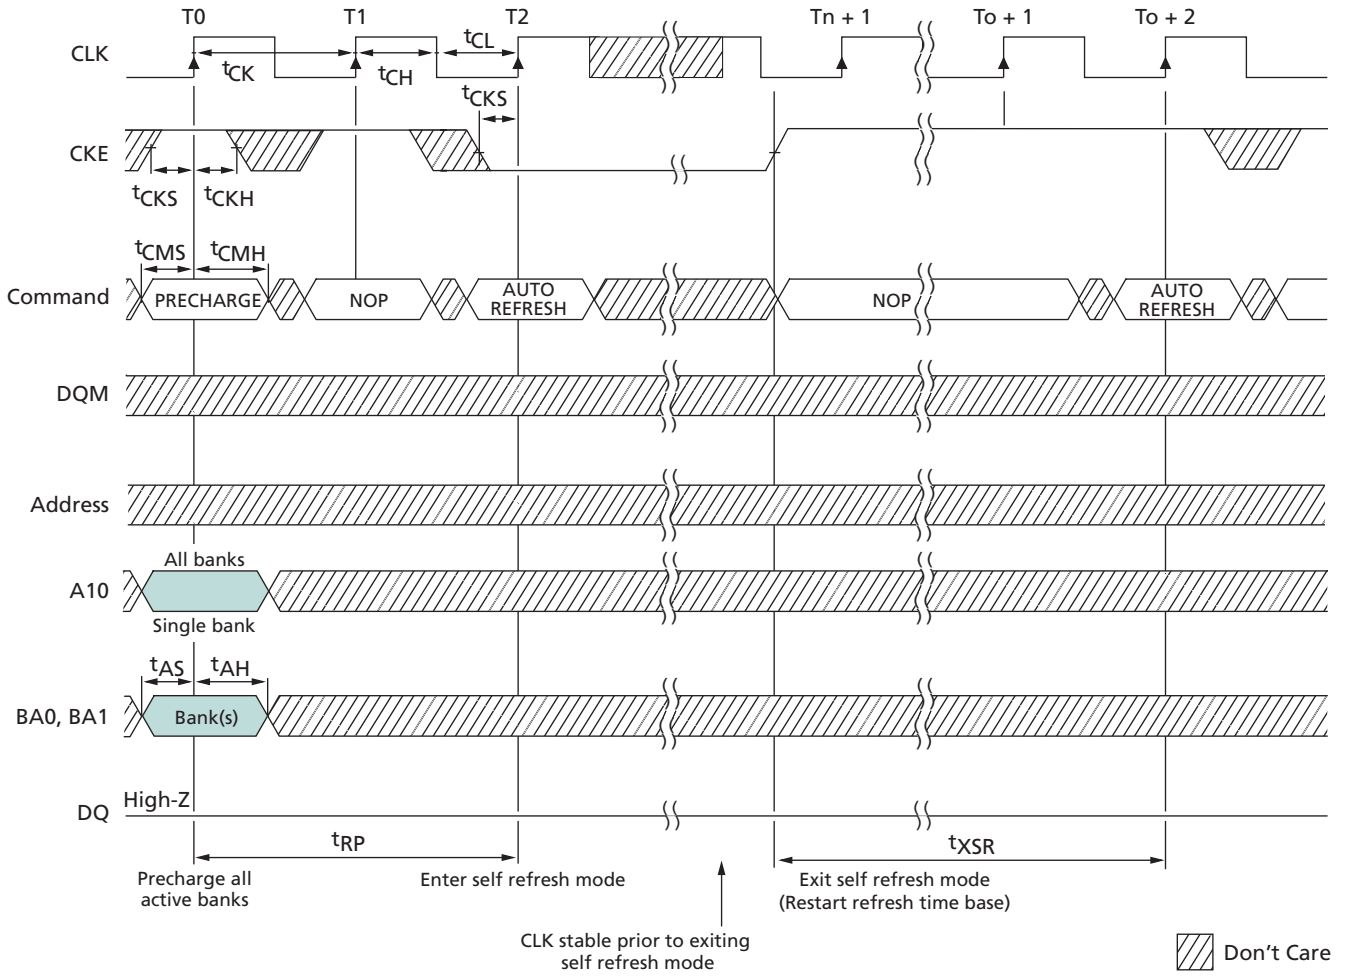 T0
T1
T2
Tn + 1
To + 1
To + 2
CLK
tCK
tCH
tCL
tCKS
CKE
tCKS
tCKH
tCMS
tCMH
Command
PRECHARGE
NOP
AUTO
REFRESH
NOP
AUTO
REFRESH
DQM
Address
All banks
A10
Single bank
tAS
tAH
BA0, BA1
Bank(s)
High-Z
DQ
tRP
tXSR
Precharge all
active banks
Enter self refresh mode
Exit self refresh mode
(Restart refresh time base)
CLK stable prior to exiting
self refresh mode
Don't Care